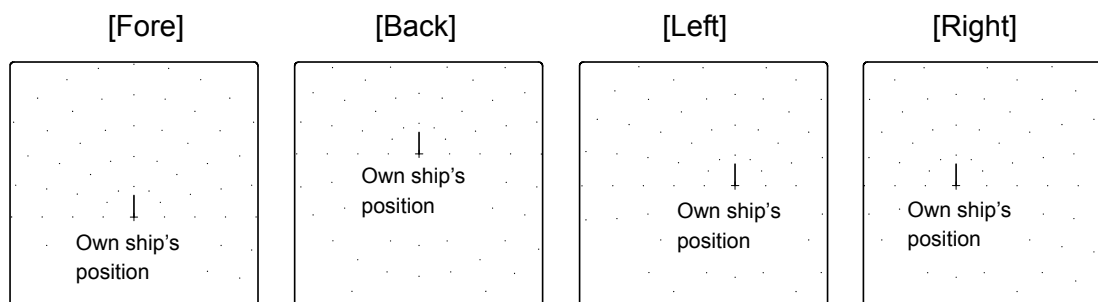 [Fore]
[Back]
[Left]
[Right]
Own ship's
position
Own ship's
position
Own ship's
position
Own ship's
position